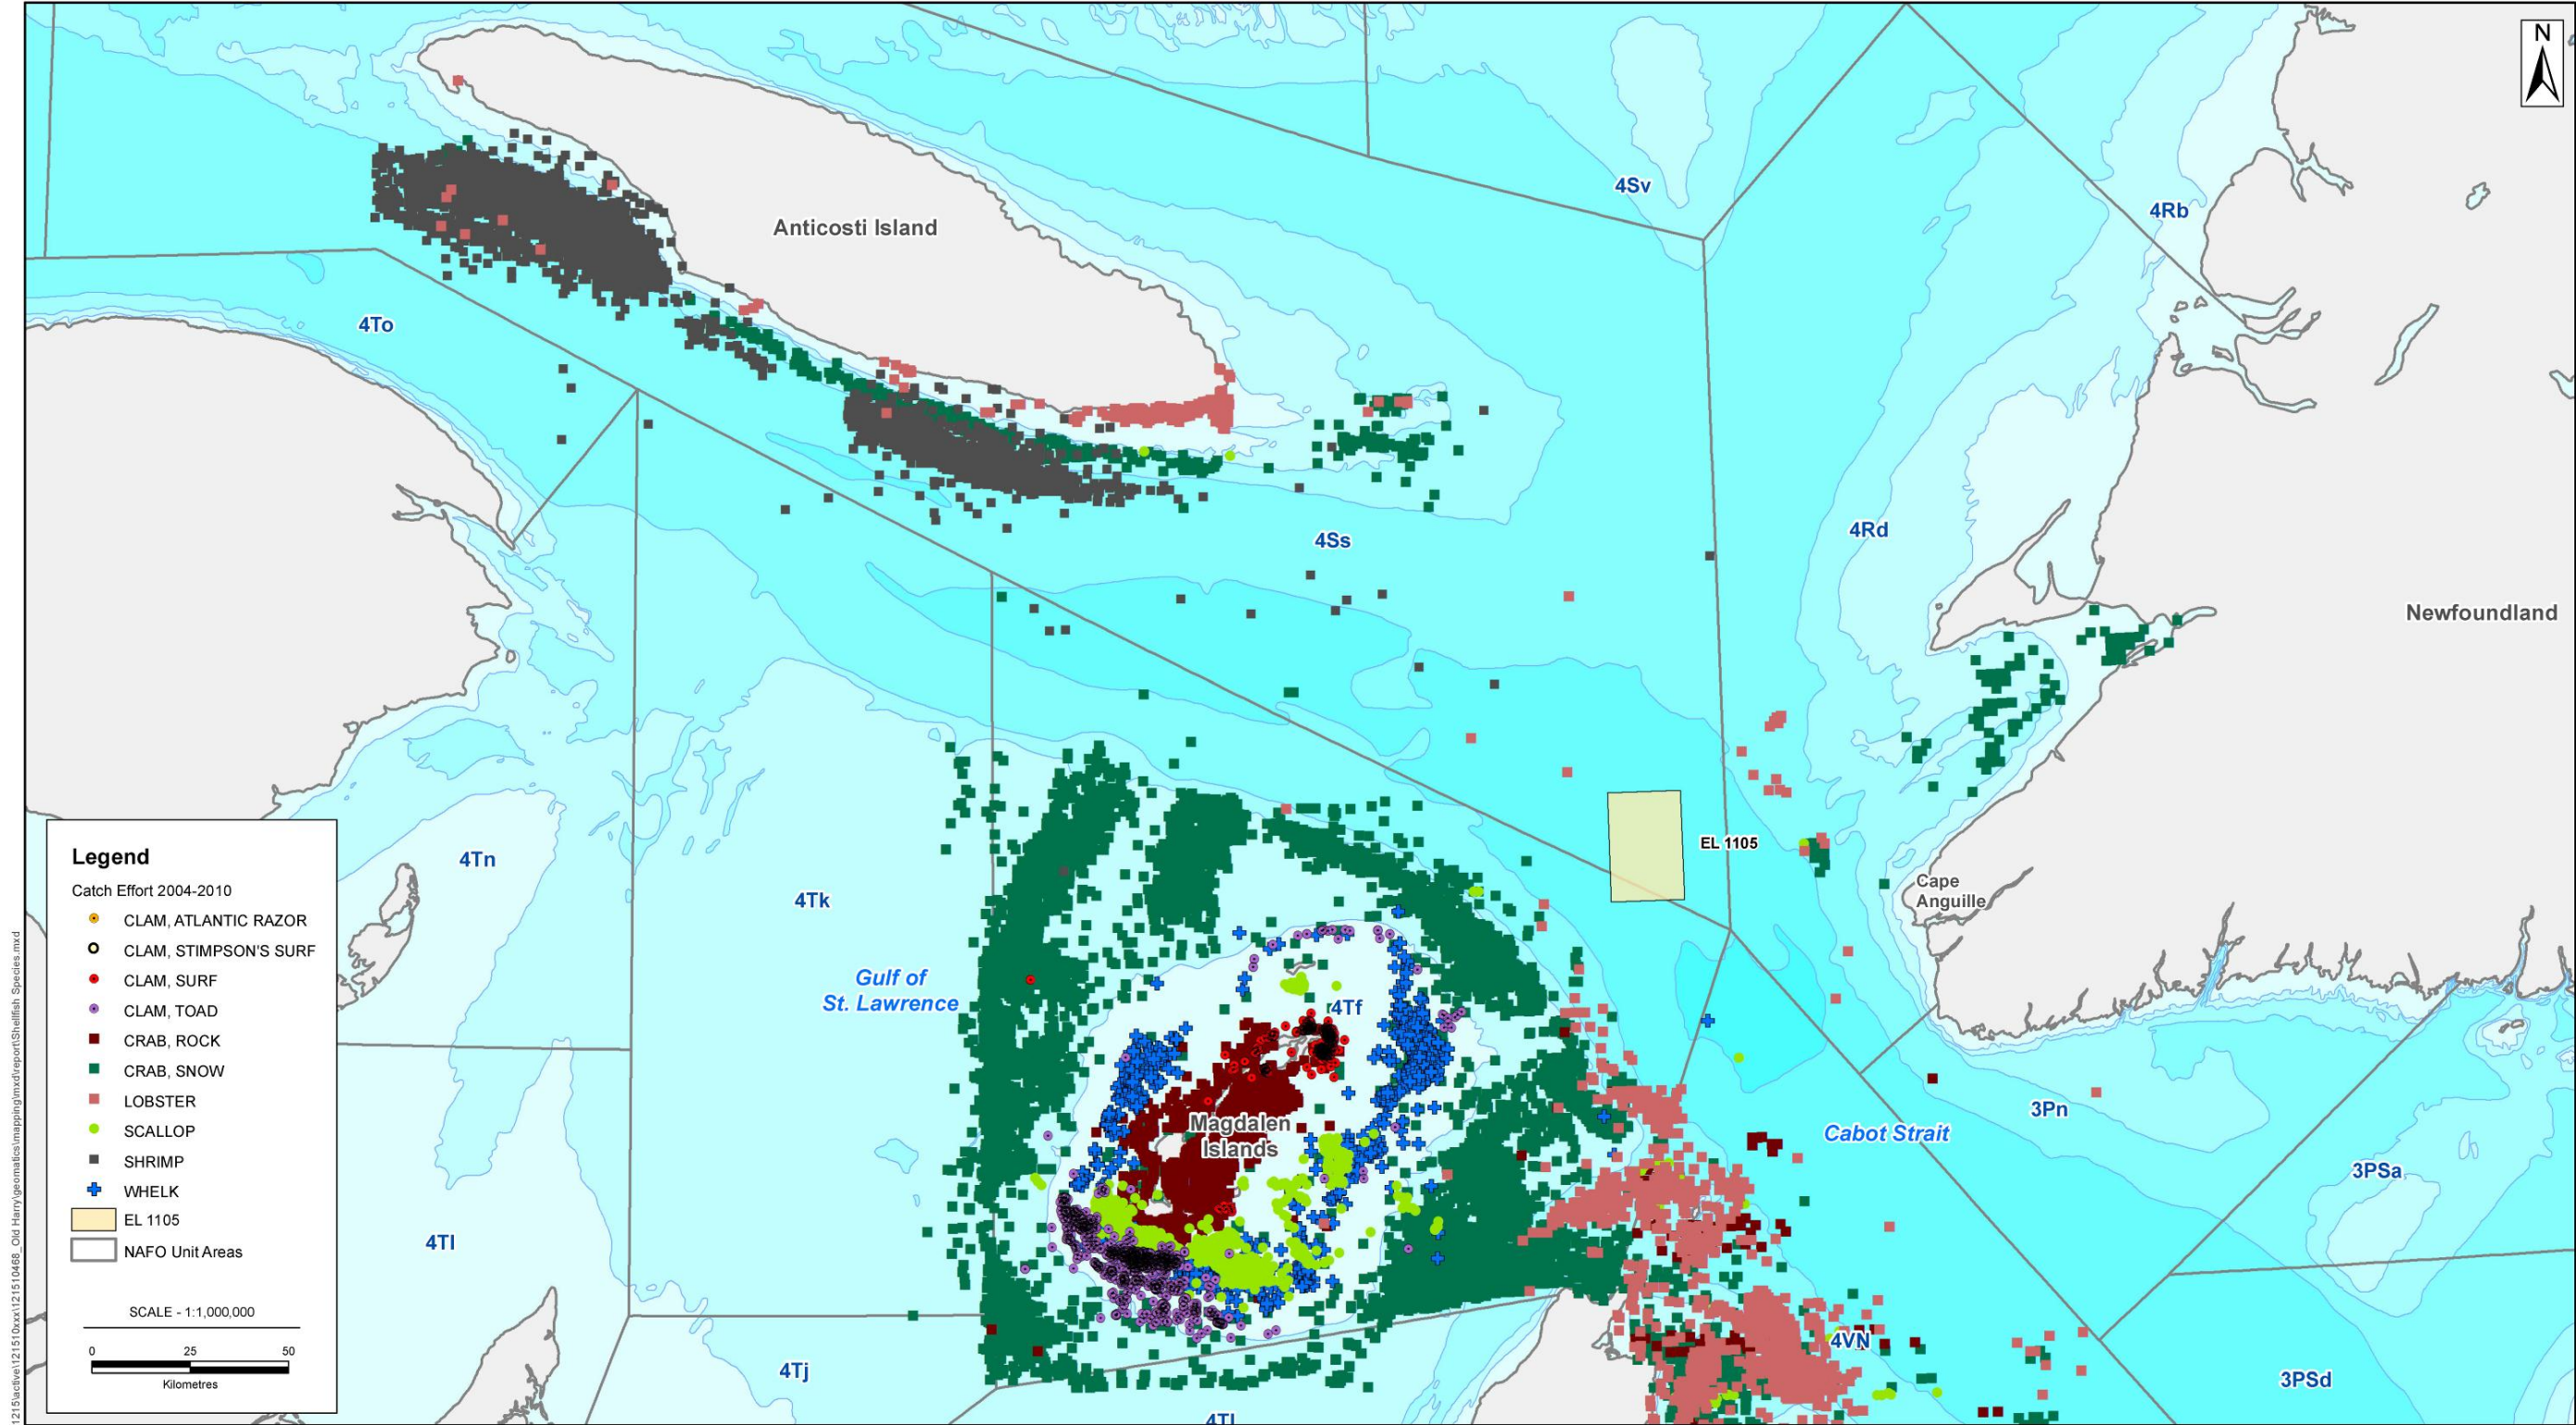 N
4Sv
4Rb
Anticosti Island
4To
4Rd
4Ss
Newfoundland
EL 1105
Cape
Anguille
4Tn
4Tk
Gulf of
St. Lawrence
4Tf
Magdalen
Islands
3Pn
Cabot Strait
3PSa
4Tl
4VN
4Tj
3PSd
Legend
Catch Effort 2004-2010
CLAM, ATLANTIC RAZOR
CLAM, STIMPSON'S SURF
CLAM, SURF
CLAM, TOAD
CRAB, ROCK
CRAB, SNOW
LOBSTER
SCALLOP
SHRIMP
WHELK
EL 1105
NAFO Unit Areas
SCALE - 1:1,000,000
0 25 50
Kilometres